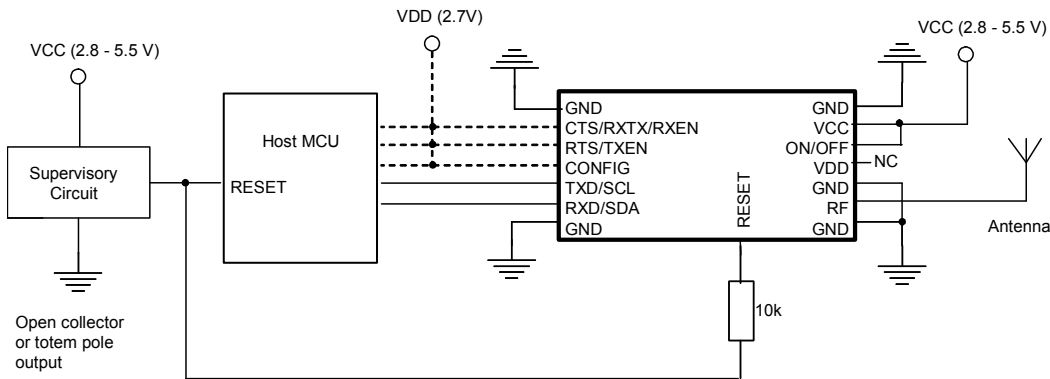 VDD (2.7V)
VCC (2.8 - 5.5 V)
VCC (2.8 - 5.5 V)
Host MCU
RESET
Supervisory
Circuit
Open collector
or totem pole
output
GND
CTS/RXTX/RXEN
RTS/TXEN
CONFIG
TXD/SCL
RXD/SDA
GND
RESET
GND
VCC
ON/OFF
VDD
NC
GND
RF
GND
Antenna
10k